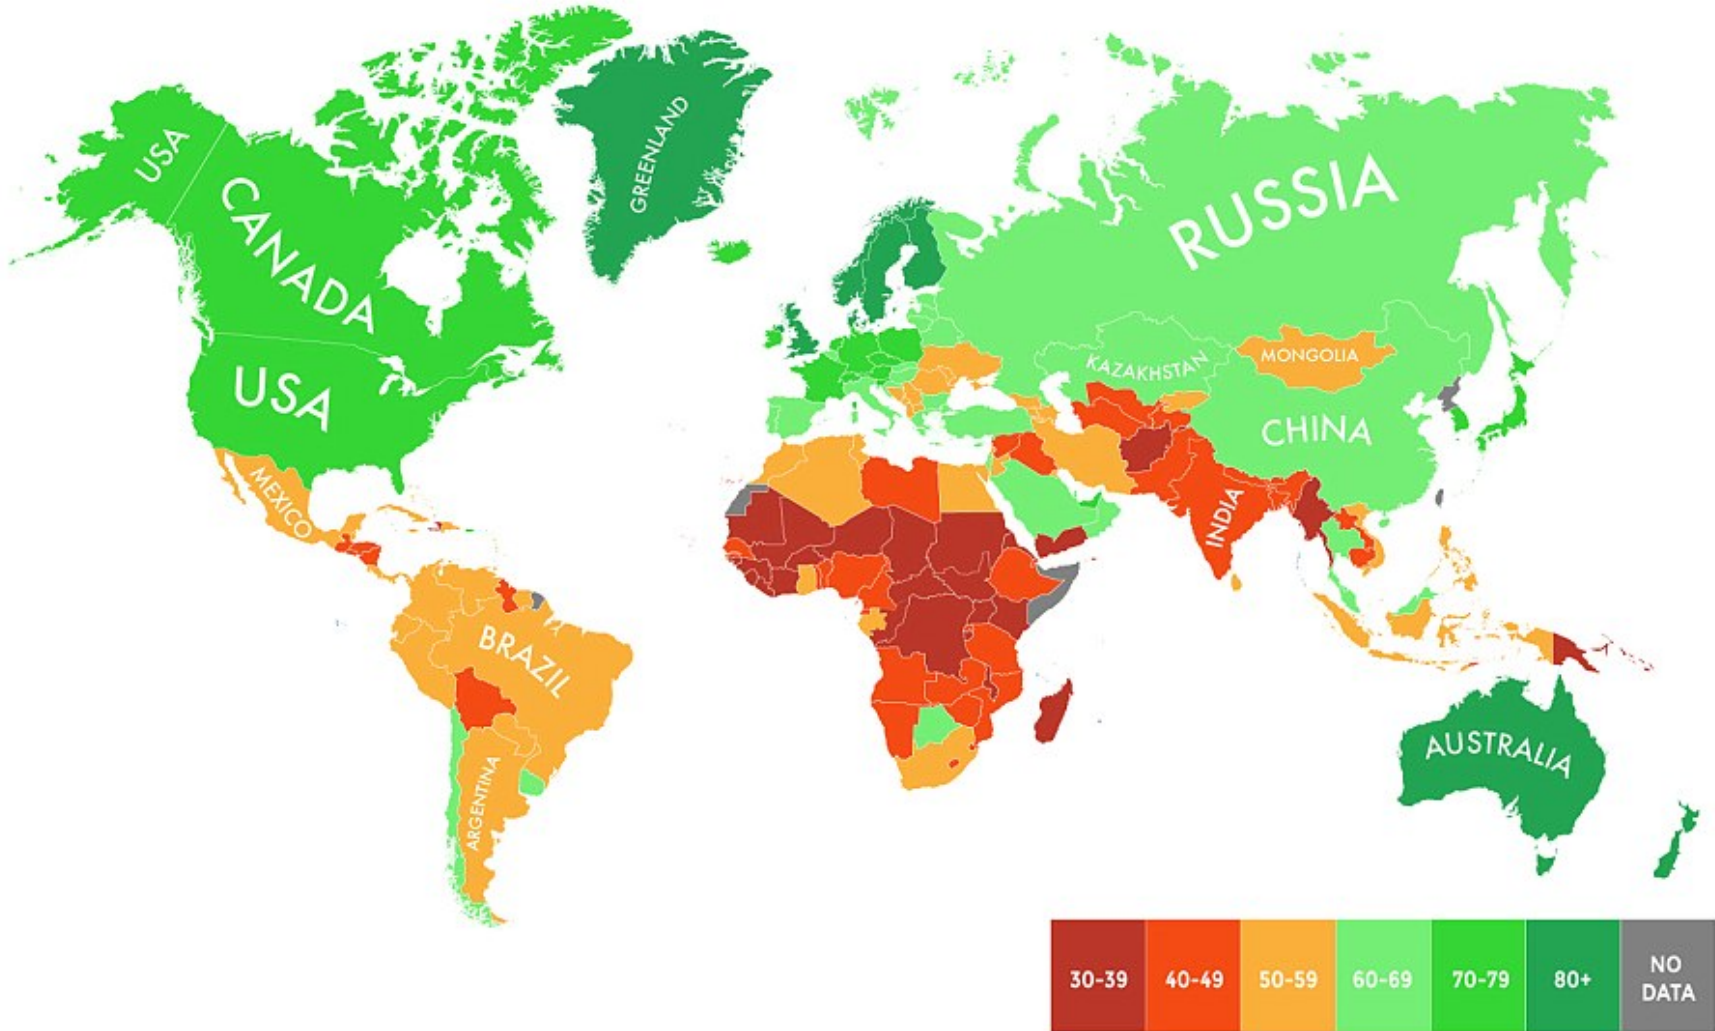 USA
CANADA
GREENLAND
RUSSIA
USA
KAZAKHSTAN
MONGOLIA
CHINA
MEXICO
INDIA
BRAZIL
ARGENTINA
AUSTRALIA
30-39
40-49
50-59
60-69
70-79
80+
NO
DATA